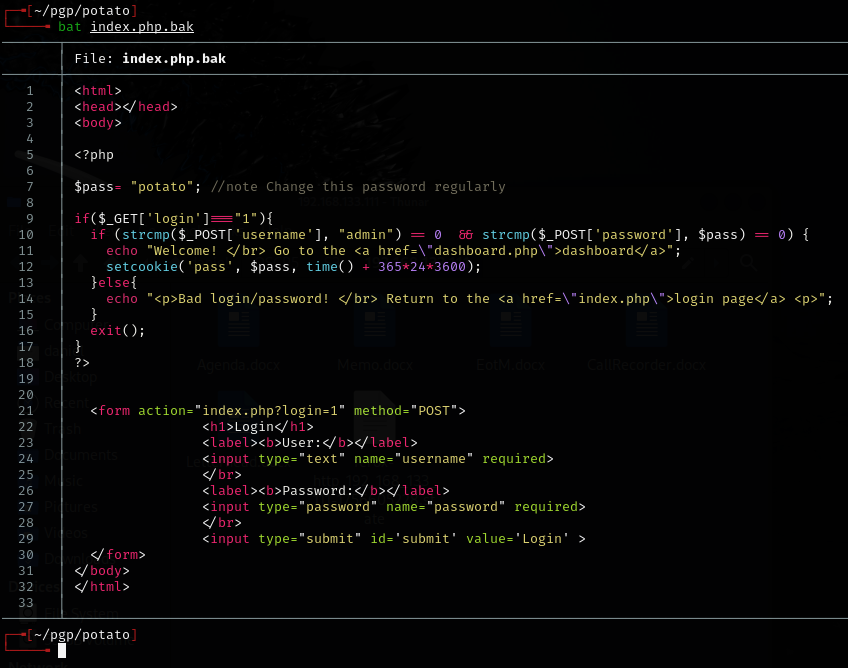 [~/pgp/potato]
bat index.php.bak
File: index.php.bak
1 <html>
2 <head></head>
3 <body>
4
5 <?php
6
7 $pass= "potato"; //note Change this password regularly
8
9 if($_GET['login']==="1"){
10 if (strcmp($_POST['username'], "admin") == 0 && strcmp($_POST['password'], $pass) == 0) {
11 echo "Welcome! </br> Go to the <a href=\"dashboard.php\">dashboard</a>";
12 setcookie('pass', $pass, time() + 365*24*3600);
13 }else{
14 echo "<p>Bad login/password! </br> Return to the <a href=\"index.php\">login page</a> <p>";
15 }
16 exit();
17 }
18 ?>
19
20
21 <form action="index.php?login=1" method="POST">
22 <h1>Login</h1>
23 <label><b>User:</b></label>
24 <input type="text" name="username" required>
25 </br>
26 <label><b>Password:</b></label>
27 <input type="password" name="password" required>
28 </br>
29 <input type="submit" id='submit' value='Login' >
30 </form>
31 </body>
32 </html>
33
[~/pgp/potato]
Agenda.docx
Memo.docx
CallRecorder.docx